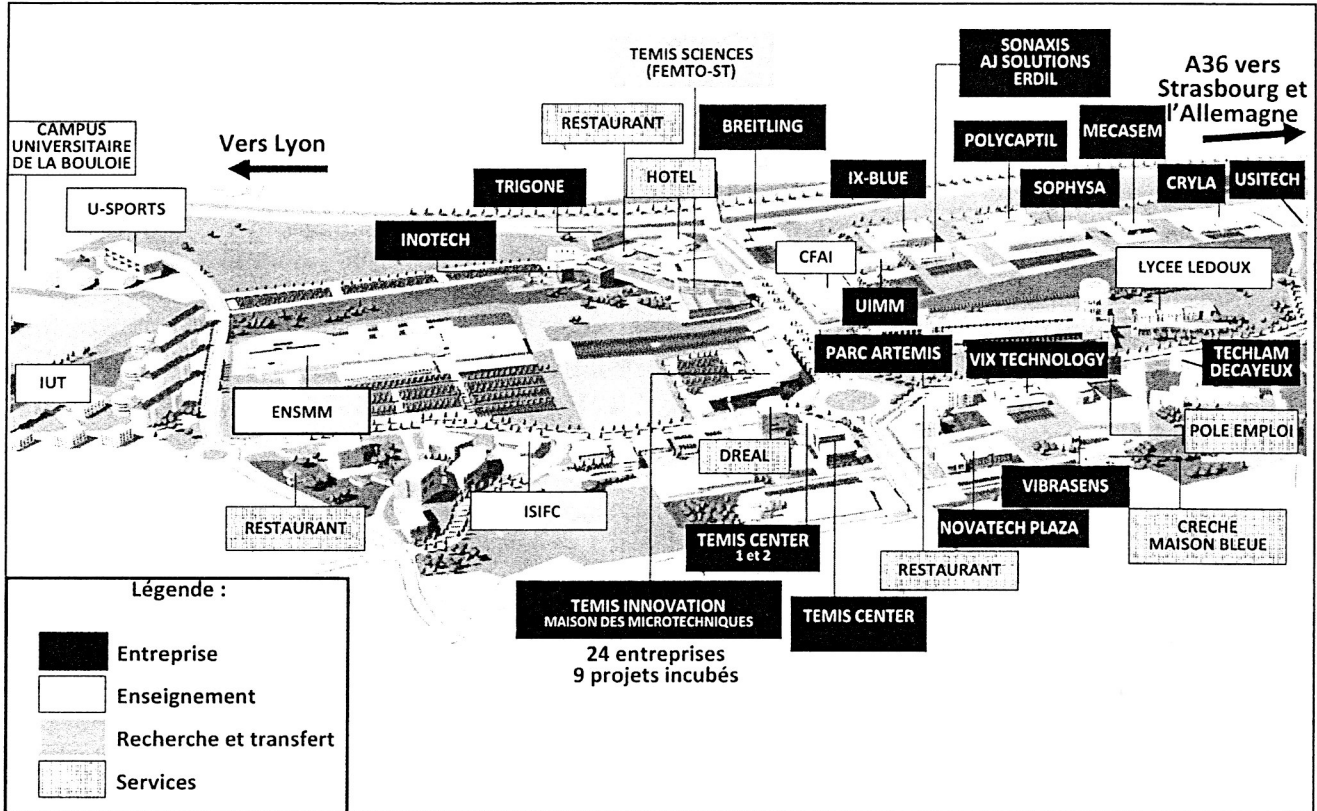 TEMIS SCIENCES
(FEMTO-ST)
SONAXIS
AJ SOLUTIONS
ERDIL
A36 vers
Strasbourg et
l'Allemagne
CAMPUS
UNIVERSITAIRE
DE LA BOULOIE
Vers Lyon
RESTAURANT
BREITLING
POLYCAPTIL
MECASEM
U-SPORTS
TRIGONE
HOTEL
IX-BLUE
SOPHYSA
CRYLA
USITECH
INOTECH
CFAI
LYCEE LEDOUX
UIMM
IUT
ENSMM
PARC ARTEMIS
VIX TECHNOLOGY
TECHLAM
DECAYEUX
DREAL
POLE EMPLOI
RESTAURANT
ISIFC
VIBRASENS
TEMIS CENTER
1 et 2
NOVATECH PLAZA
CRECHE
MAISON BLEUE
RESTAURANT
TEMIS INNOVATION
MAISON DES MICROTECHNIQUES
TEMIS CENTER
24 entreprises
9 projets incubés
Légende :
Entreprise
Enseignement
Recherche et transfert
Services